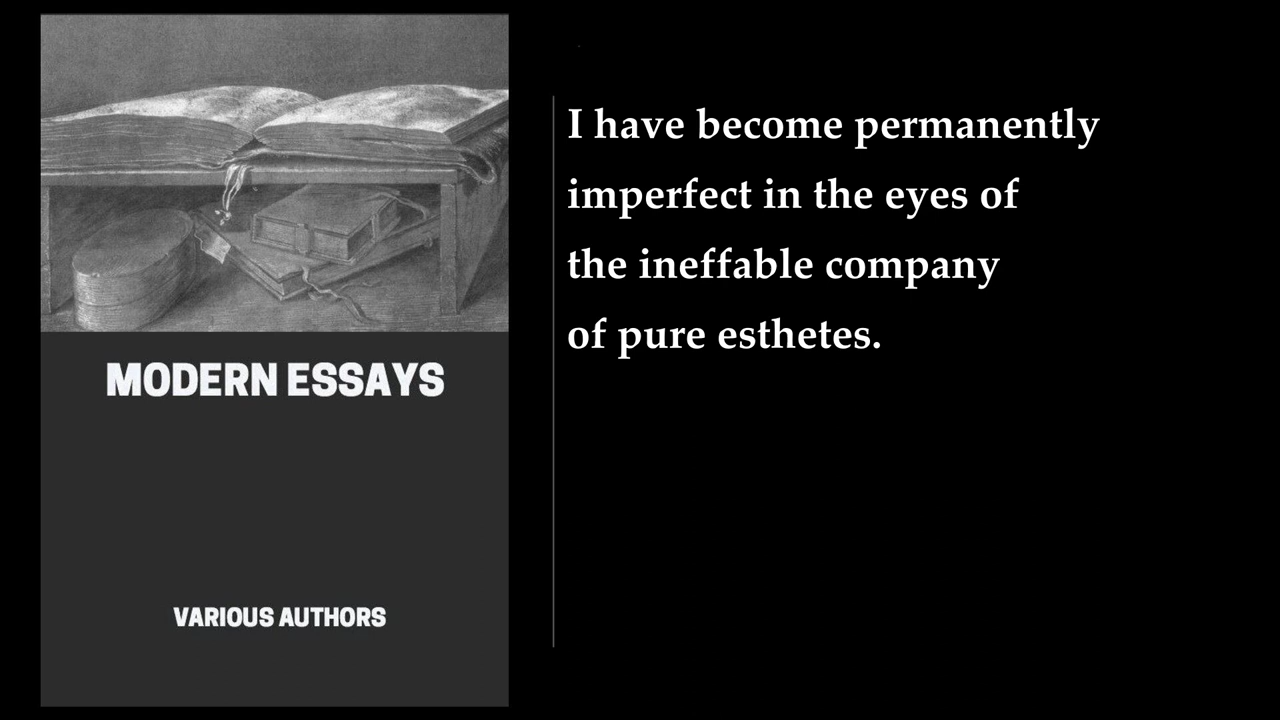 MODERN ESSAYS
VARIOUS AUTHORS
I have become permanently
imperfect in the eyes of
the ineffable company
of pure esthetes.